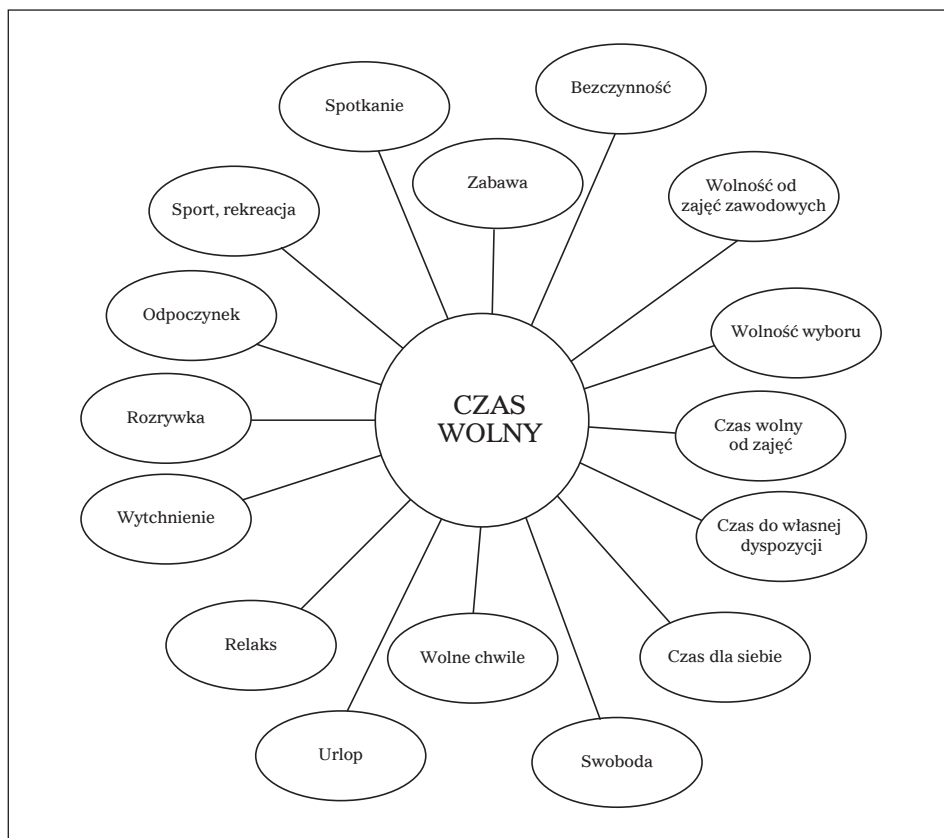 Bezczynność
Spotkanie
Zabawa
Wolność od
zajęć zawodowych
Sport, rekreacja
Odpoczynek
Wolność wyboru
CZAS
WOLNY
Rozrywka
Czas wolny
od zajęć
Wytchnienie
Czas do własnej
dyspozycji
Relaks
Wolne chwile
Czas dla siebie
Urlop
Swoboda